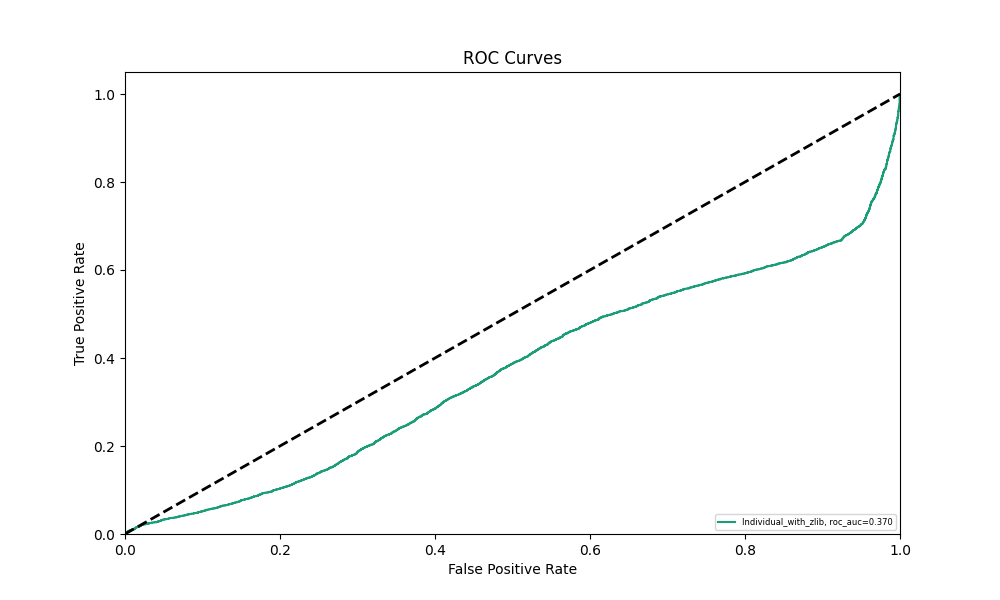 ROC Curves
True Positive Rate
1.0
0.8
0.6
0.4
0.2
0.0
0.0 0.2 0.4 0.6 0.8 1.0
False Positive Rate
Individual_with_zlib, roc_auc=0.370